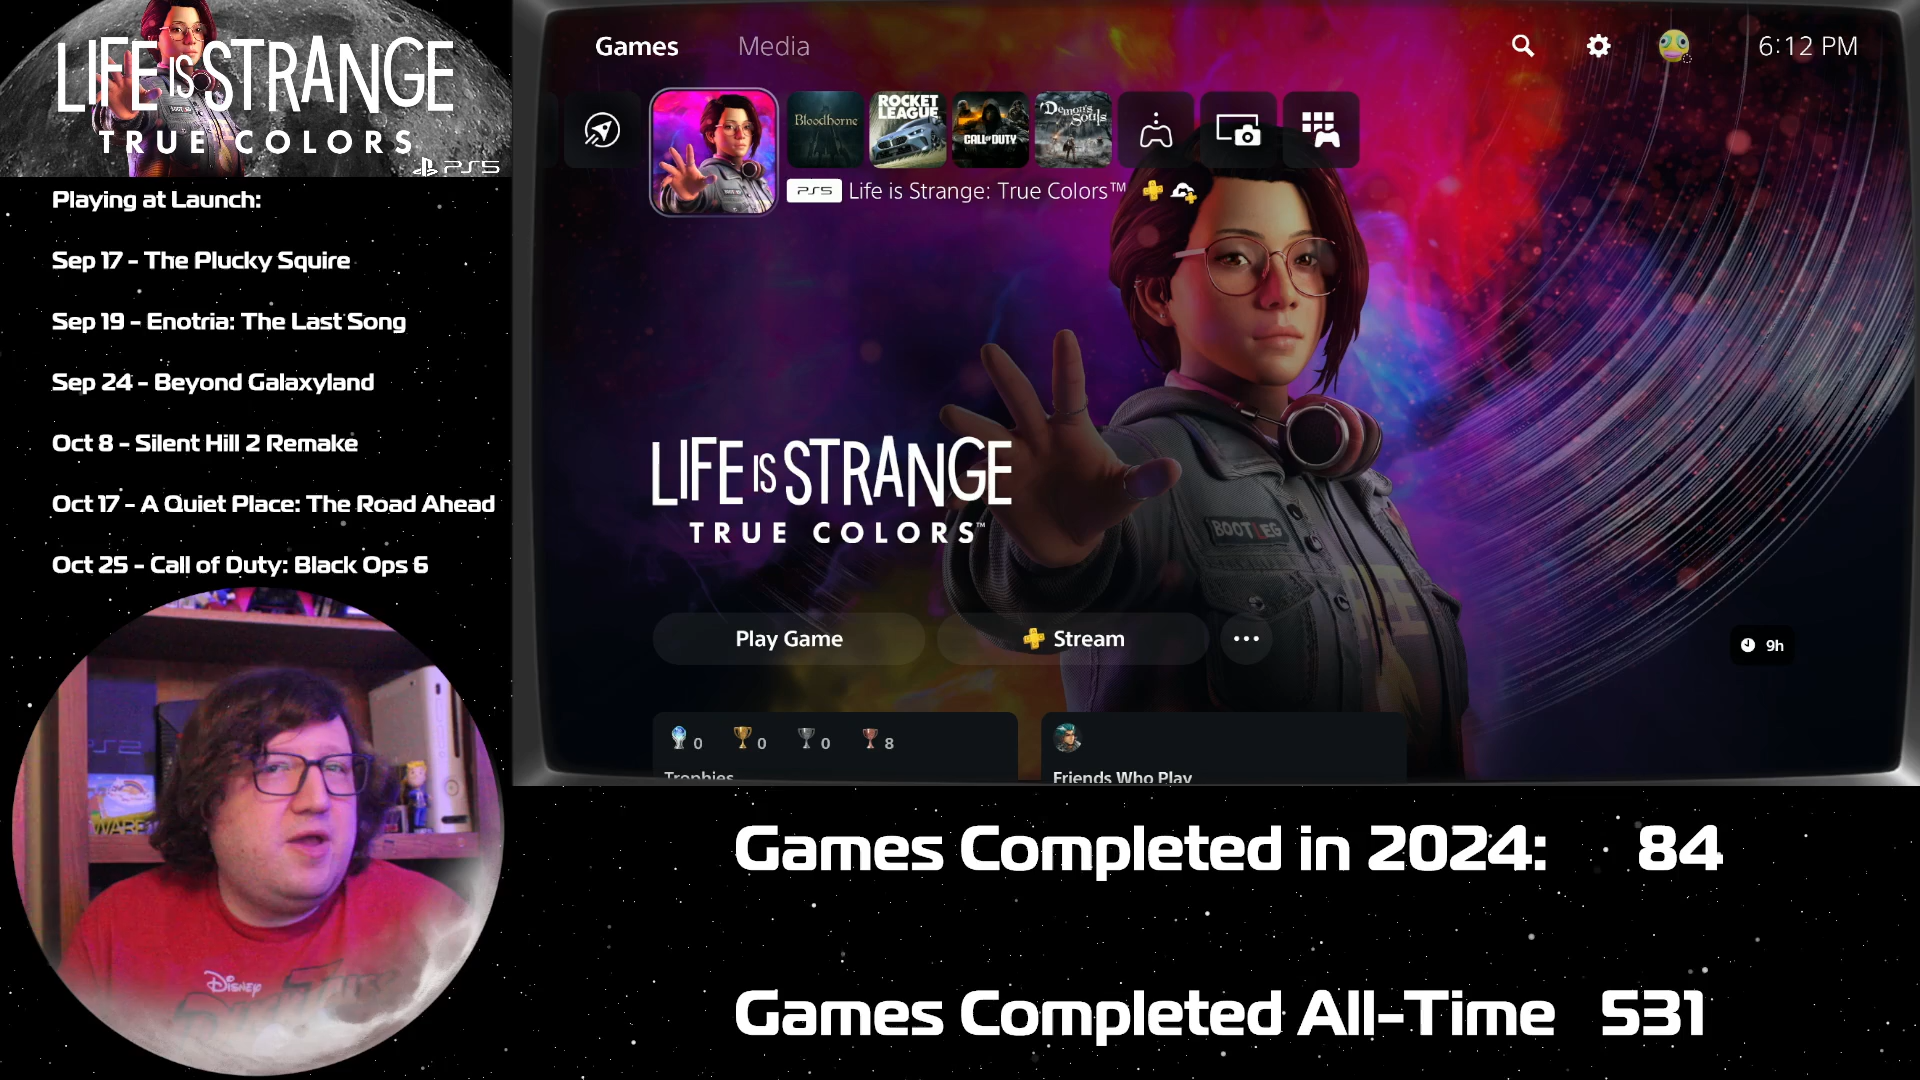 LIFE IS STRANGE
TRUE COLORS
PS5
Playing at Launch:
Sep 17 - The Plucky Squire
Sep 19 - Enotria: The Last Song
Sep 24 - Beyond Galaxyland
Oct 8 - Silent Hill 2 Remake
Oct 17 - A Quiet Place: The Road Ahead
Oct 25 - Call of Duty: Black Ops 6
Games Media 6:12 PM
Bloodborne
ROCKET LEAGUE
CALL OF DUTY
Demon's Souls
PS5 Life is Strange: True Colors™
LIFE IS STRANGE
TRUE COLORS™
BOOTLEG
Play Game Stream ...
9h
0 0 0 8
Trophies
Friends Who Play
PS2
WARE
Disney
Games Completed in 2024: 84
Games Completed All-Time 531